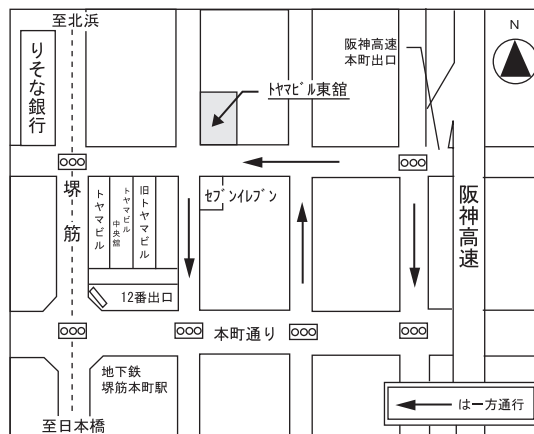 至北浜
りそな銀行
阪神高速
本町出口
N
トヤマビル東館
堺筋
トヤマビル
トヤマビル
中央館
旧トヤマビル
セブンイレブン
阪神高速
12番出口
本町通り
地下鉄
堺筋本町駅
至日本橋
は一方通行